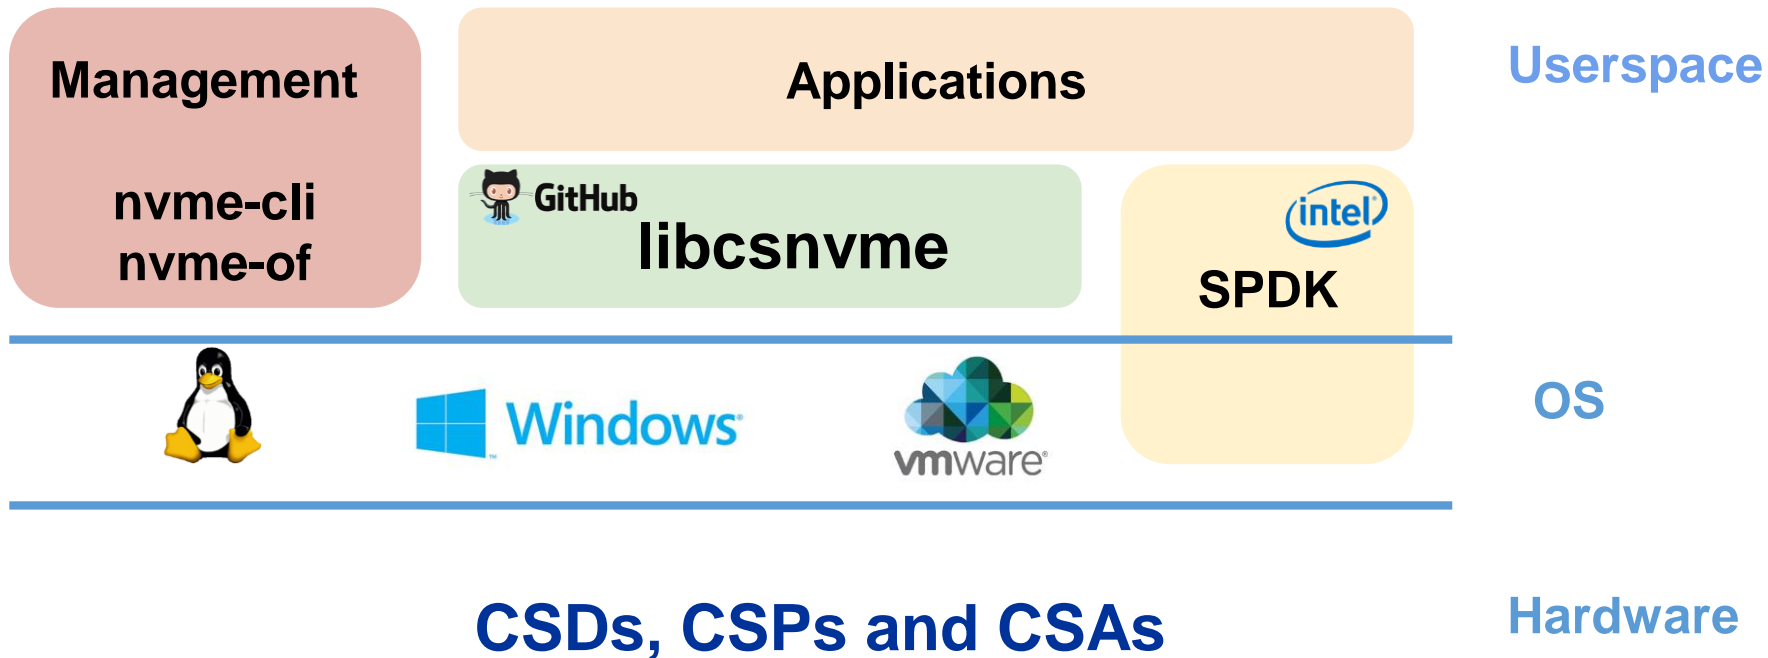 Management
nvme-cli
nvme-of
Applications
Userspace
GitHub
libcsnvme
intel
SPDK
Windows
vmware
OS
CSDs, CSPs and CSAs
Hardware